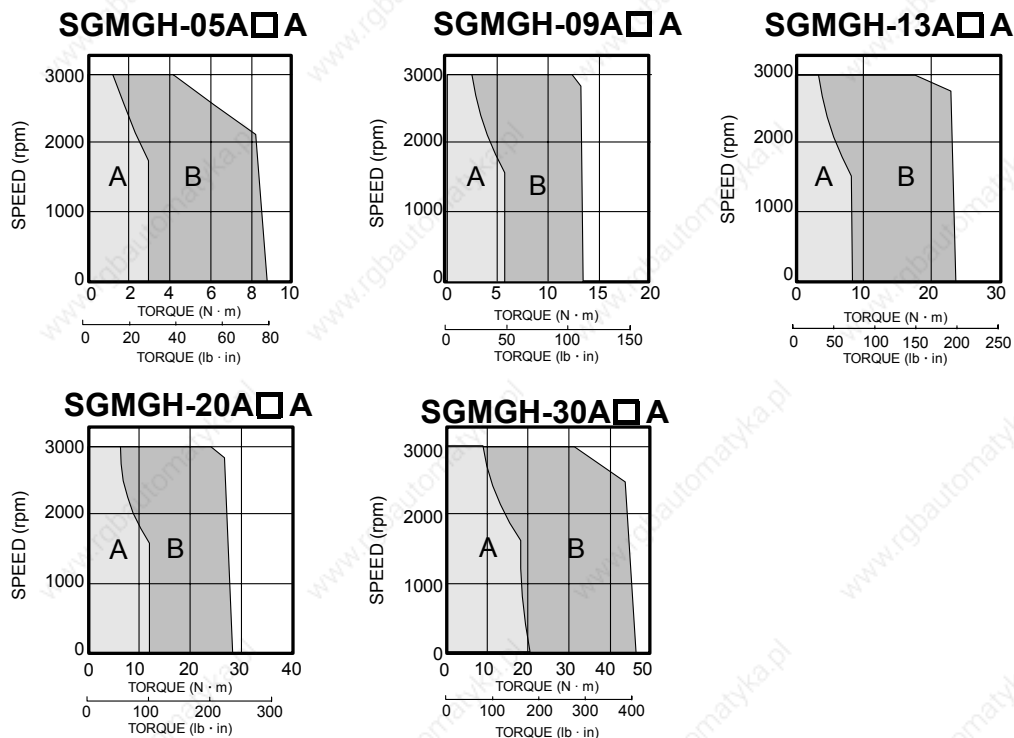 SGMGH-05A□A
SGMGH-09A□A
SGMGH-13A□A
SPEED (rpm)
3000
2000
1000
0
A
B
0 2 4 6 8 10
TORQUE (N · m)
0 20 40 60 80
TORQUE (lb · in)
SPEED (rpm)
3000
2000
1000
0
A
B
0 5 10 15 20
TORQUE (N · m)
0 50 100 150
TORQUE (lb · in)
SPEED (rpm)
3000
2000
1000
0
A
B
0 10 20 30
TORQUE (N · m)
0 50 100 150 200 250
TORQUE (lb · in)
SGMGH-20A□A
SGMGH-30A□A
SPEED (rpm)
3000
2000
1000
0
A
B
0 10 20 30 40
TORQUE (N · m)
0 100 200 300
TORQUE (lb · in)
SPEED (rpm)
3000
2000
1000
0
A
B
0 10 20 30 40 50
TORQUE (N · m)
0 100 200 300 400
TORQUE (lb · in)
www.rgbautomatyka.pl